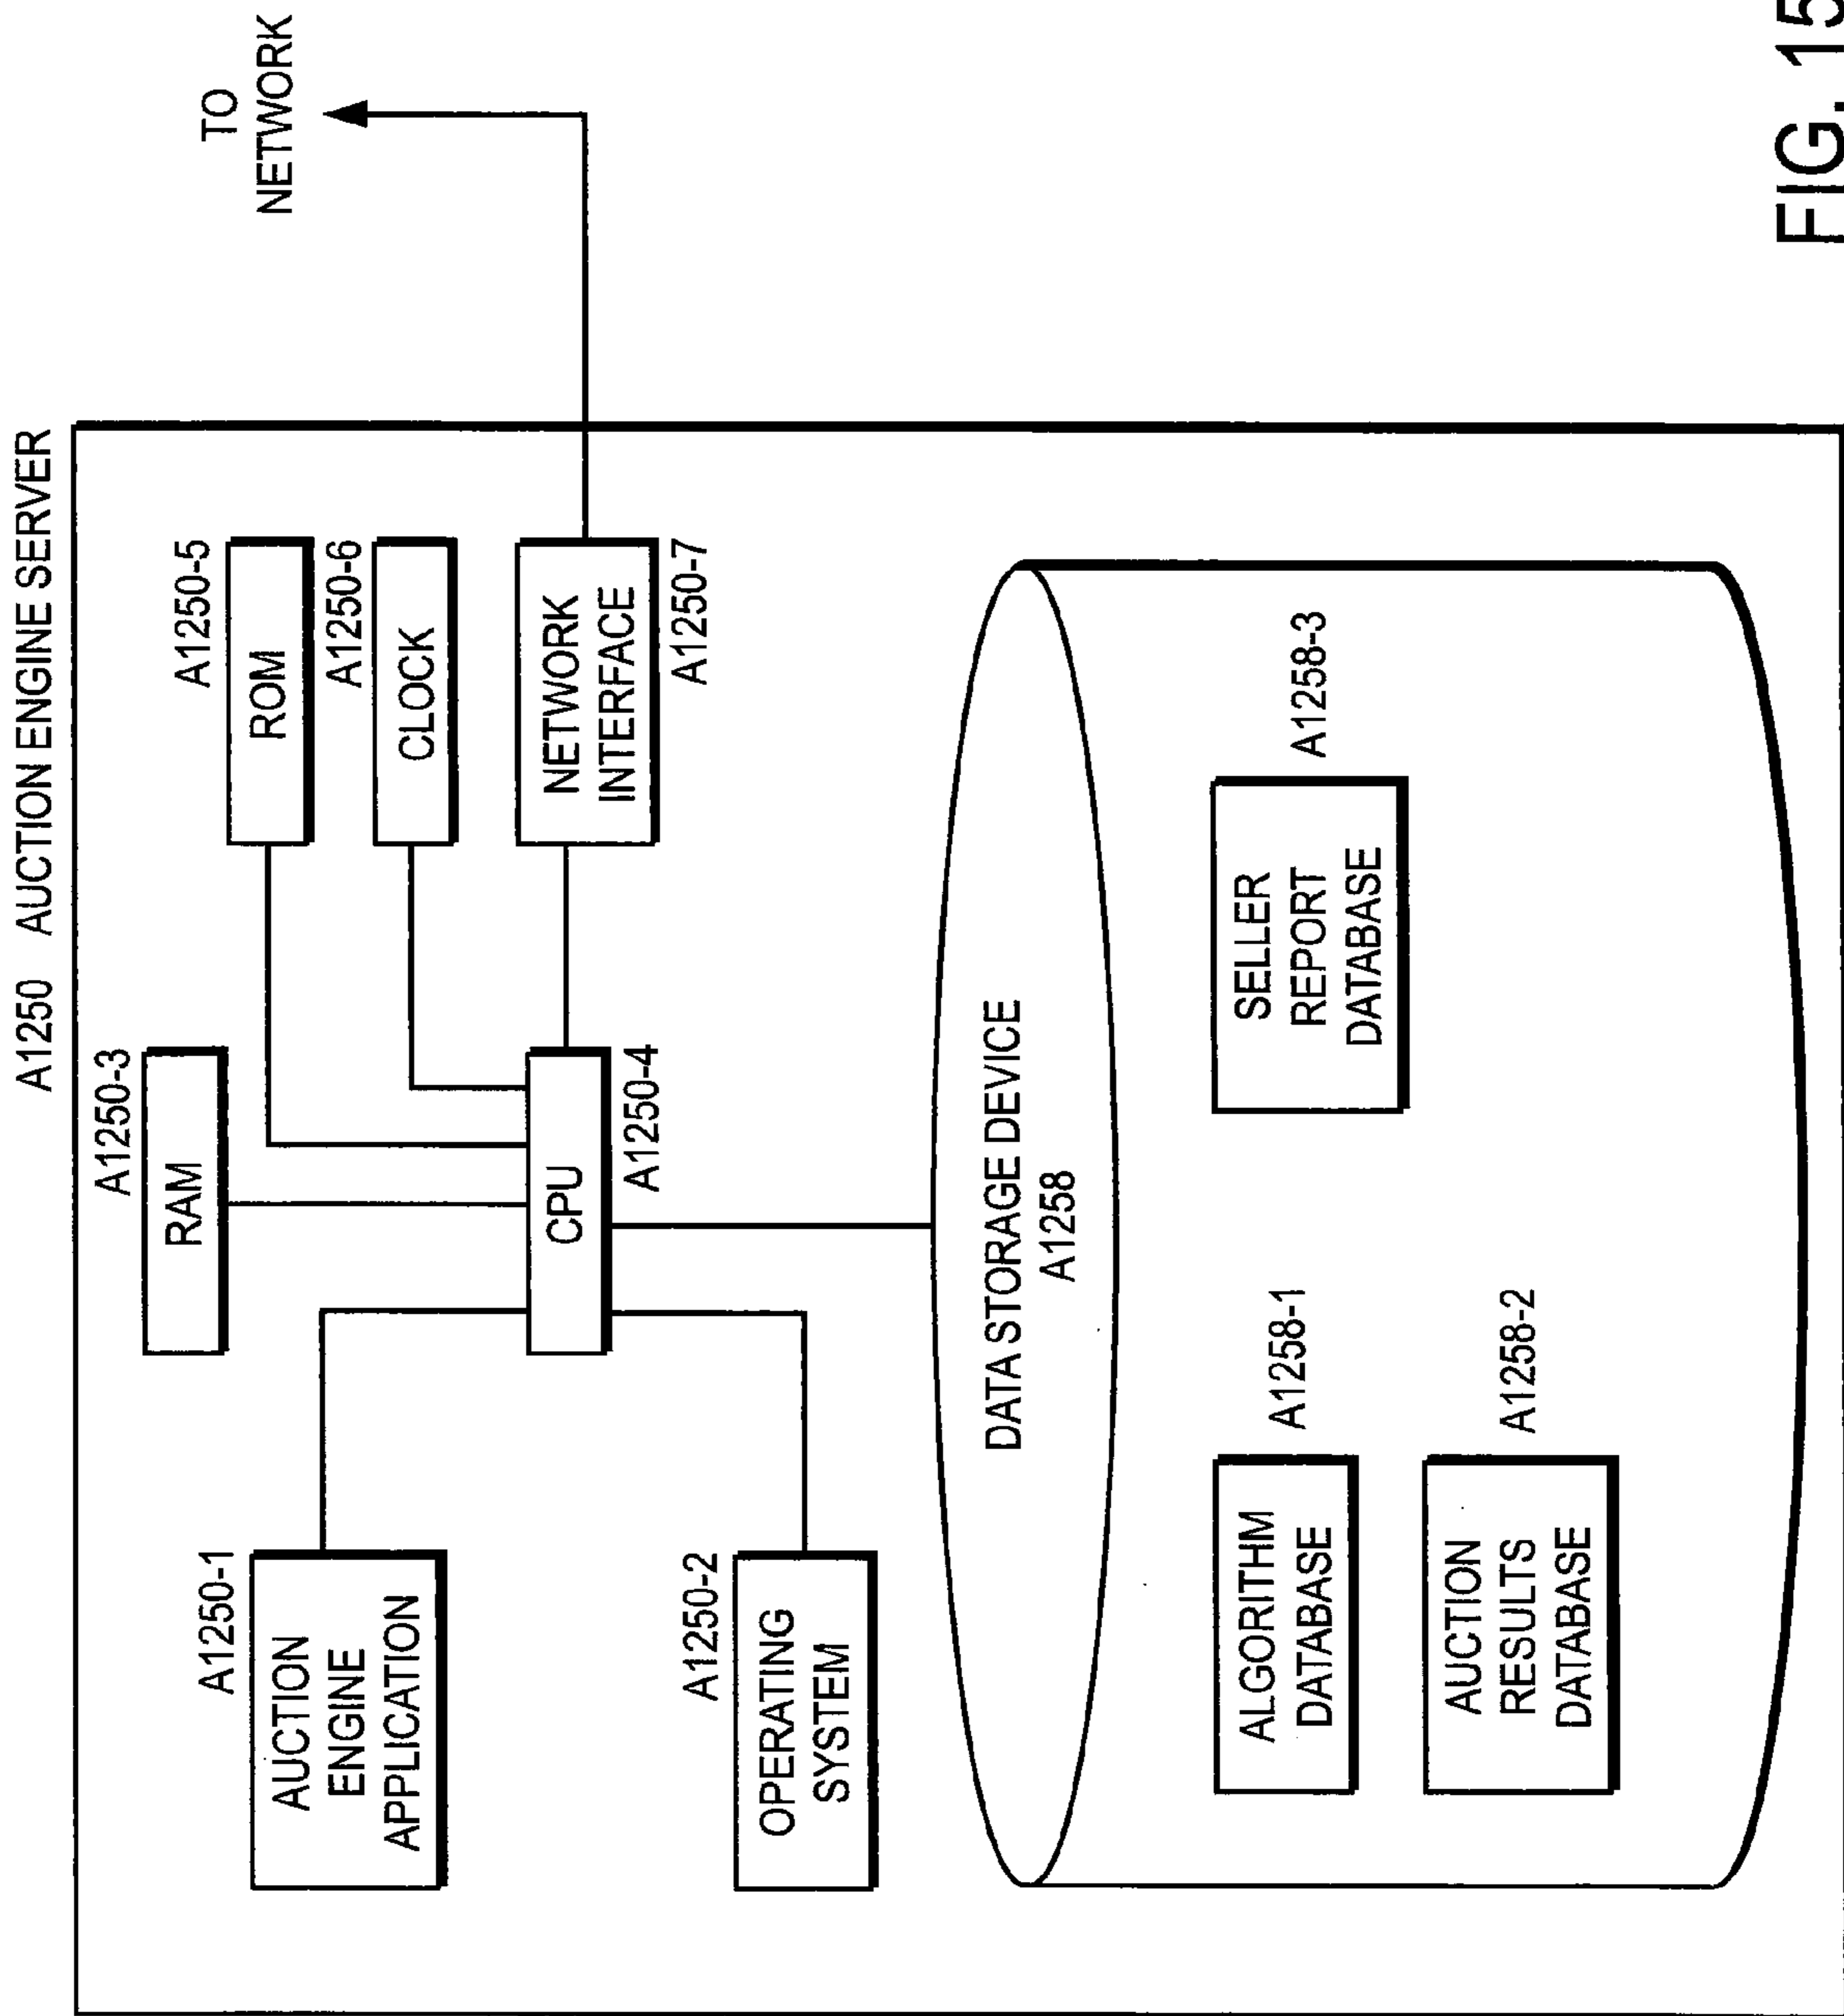 A1250 AUCTION ENGINE SERVER
TO
NETWORK
A1250-1
AUCTION
ENGINE
APPLICATION
A1250-3
RAM
A1250-5
ROM
A1250-6
CLOCK
CPU
A1250-4
NETWORK
INTERFACE
A1250-7
A1250-2
OPERATING
SYSTEM
DATA STORAGE DEVICE
A1258
ALGORITHM
DATABASE
A1258-1
AUCTION
RESULTS
DATABASE
A1258-2
SELLER
REPORT
DATABASE
A1258-3
FIG. 15